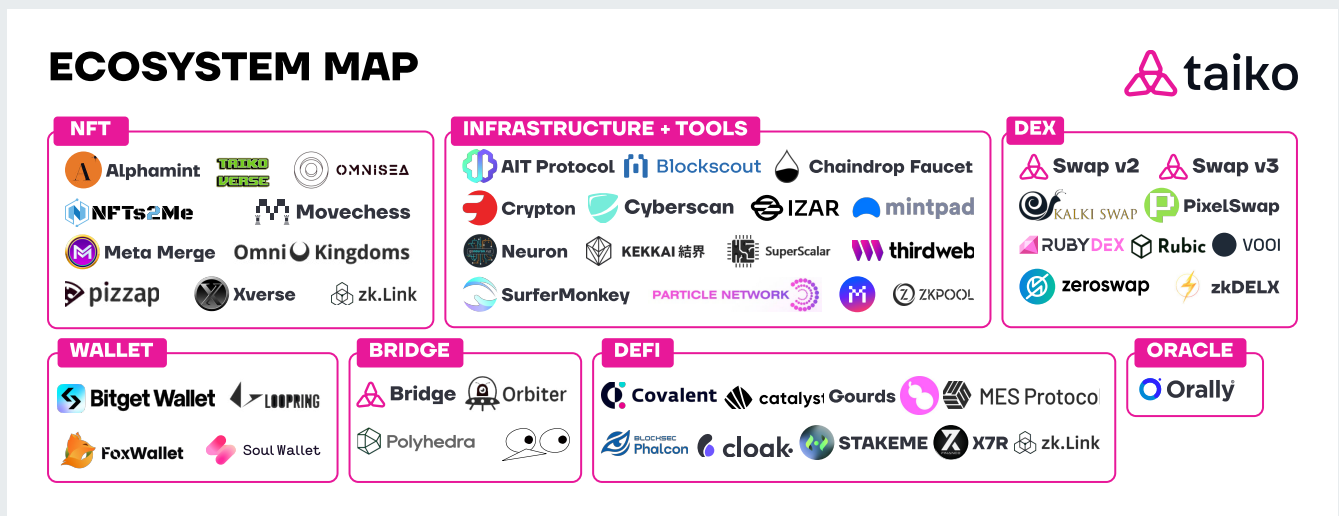 ECOSYSTEM MAP
taiko
NFT
Alphamint TAIKO VERSE OMNISEA
NFTs2Me Movechess
Meta Merge Omni Kingdoms
pizzap Xverse zk.Link
INFRASTRUCTURE + TOOLS
AIT Protocol Blockscout Chaindrop Faucet
Crypton Cyberscan IZAR mintpad
Neuron KEKKAI 結界 SuperScalar thirdweb
SurferMonkey PARTICLE NETWORK ZKPOOL
DEX
Swap v2 Swap v3
KALKI SWAP PixelSwap
RUBYDEX Rubic VOOI
zeroswap zkDELX
WALLET
Bitget Wallet LOOPRING
FoxWallet Soul Wallet
BRIDGE
Bridge Orbiter
Polyhedra
DEFI
Covalent catalyst Gourds MES Protoco
BLOCKSEC Phalcon cloak. STAKEME X7R FINANCE zk.Link
ORACLE
Orally